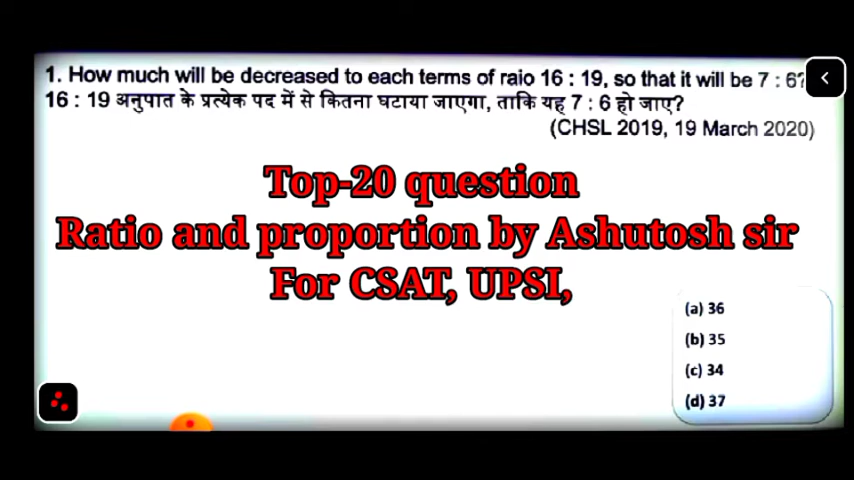 1. How much will be decreased to each terms of raio 16 : 19, so that it will be 7 : 6?
16 : 19 अनुपात के प्रत्येक पद में से कितना घटाया जाएगा, ताकि यह 7 : 6 हो जाए?
(CHSL 2019, 19 March 2020)
Top-20 question
Ratio and proportion by Ashutosh sir
For CSAT, UPSI,
(a) 36
(b) 35
(c) 34
(d) 37